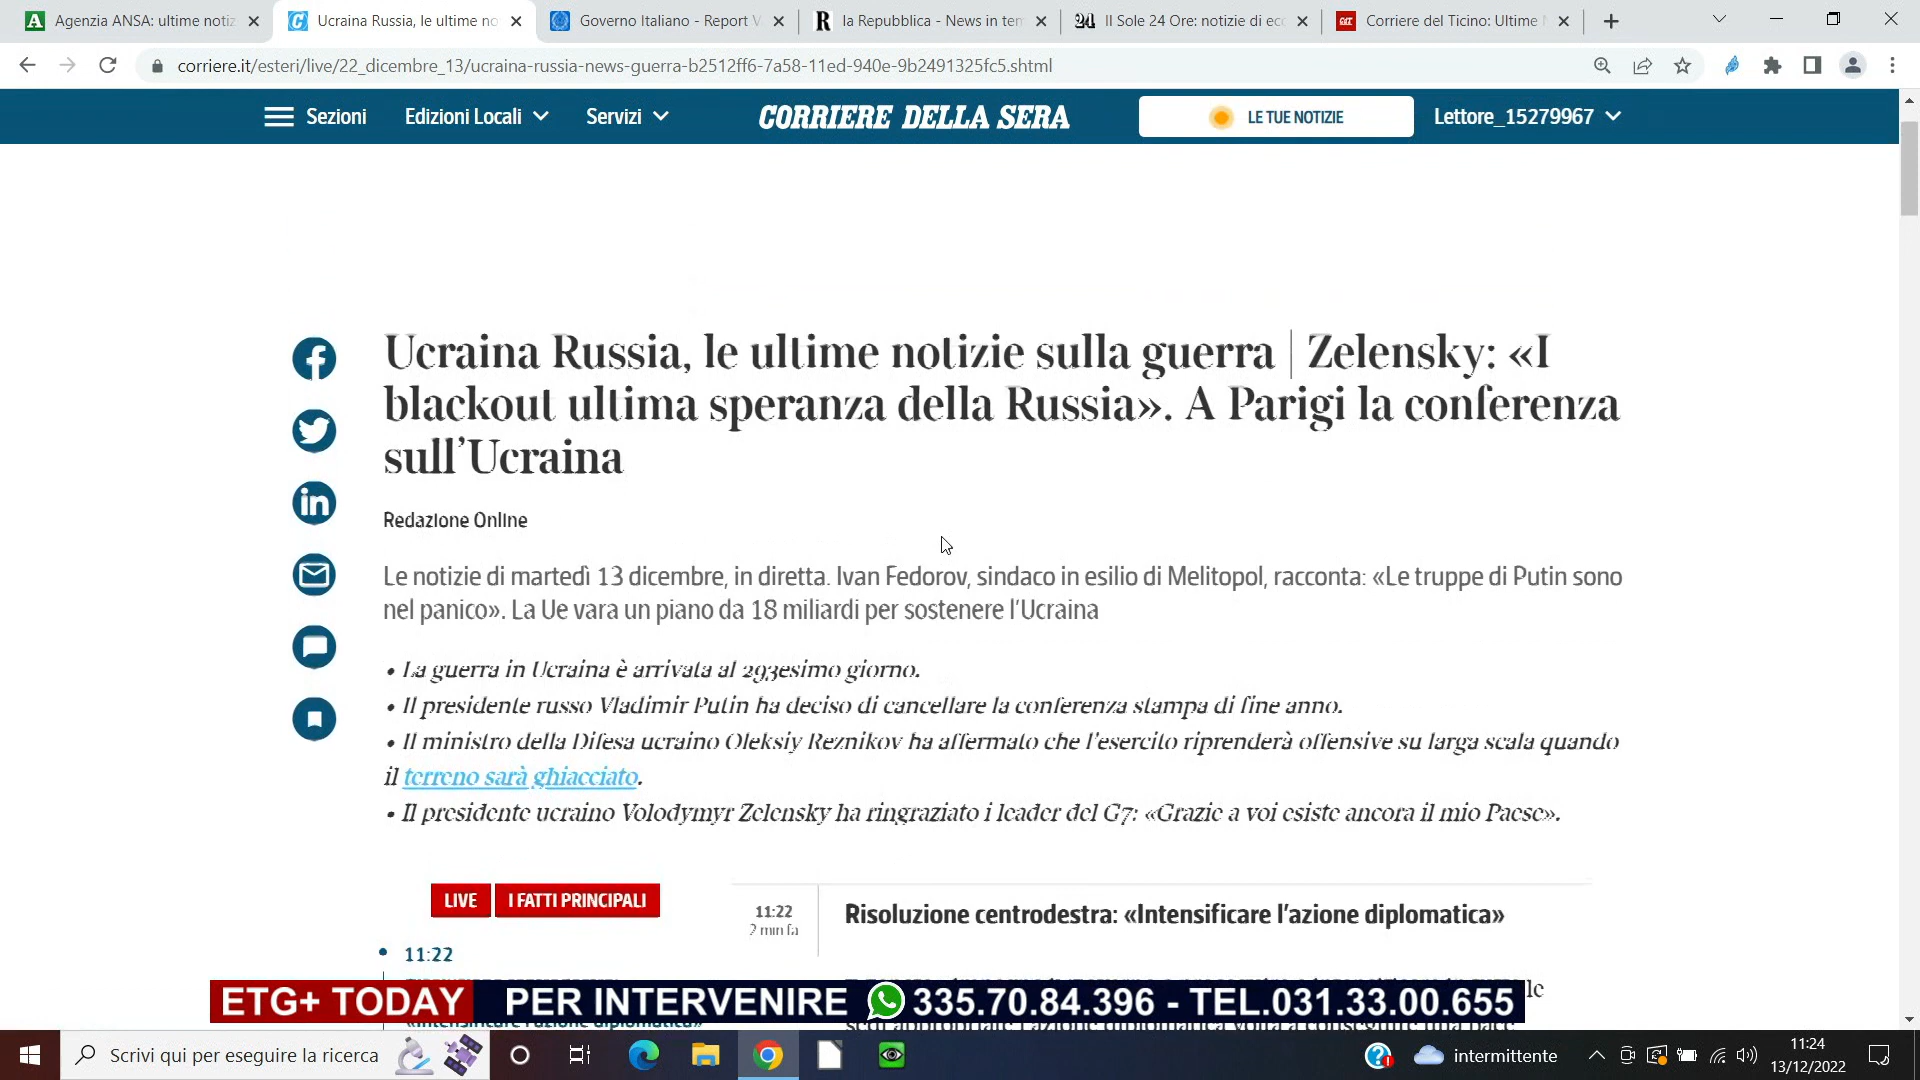 Agenzia ANSA: ultime notiz
Ucraina Russia, le ultime no
Governo Italiano - Report V
la Repubblica - News in tem
Il Sole 24 Ore: notizie di ec
Corriere del Ticino: Ultime
corriere.it/esteri/live/22_dicembre_13/ucraina-russia-news-guerra-b2512ff6-7a58-11ed-940e-9b2491325fc5.shtml
Sezioni
Edizioni Locali
Servizi
CORRIERE DELLA SERA
LE TUE NOTIZIE
Lettore_15279967
Ucraina Russia, le ultime notizie sulla guerra | Zelensky: «I
blackout ultima speranza della Russia». A Parigi la conferenza
sull'Ucraina
Redazione Online
Le notizie di martedì 13 dicembre, in diretta. Ivan Fedorov, sindaco in esilio di Melitopol, racconta: «Le truppe di Putin sono
nel panico». La Ue vara un piano da 18 miliardi per sostenere l'Ucraina
• La guerra in Ucraina è arrivata al 293esimo giorno.
• Il presidente russo Vladimir Putin ha deciso di cancellare la conferenza stampa di fine anno.
• Il ministro della Difesa ucraino Oleksiy Reznikov ha affermato che l'esercito riprenderà offensive su larga scala quando
il terreno sarà ghiacciato.
• Il presidente ucraino Volodymyr Zelensky ha ringraziato i leader del G7: «Grazie a voi esiste ancora il mio Paese».
LIVE
I FATTI PRINCIPALI
11:22
2 min fa
Risoluzione centrodestra: «Intensificare l'azione diplomatica»
11:22
ETG+ TODAY
PER INTERVENIRE 335.70.84.396 - TEL.031.33.00.655
Scrivi qui per eseguire la ricerca
intermittente
11:24
13/12/2022